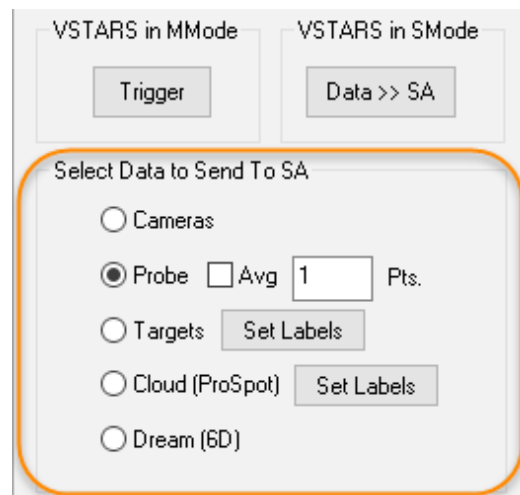 VSTARS in MMode VSTARS in SMode
Trigger Data >> SA
Select Data to Send To SA
Cameras
Probe Avg 1 Pts.
Targets Set Labels
Cloud (ProSpot) Set Labels
Dream (6D)